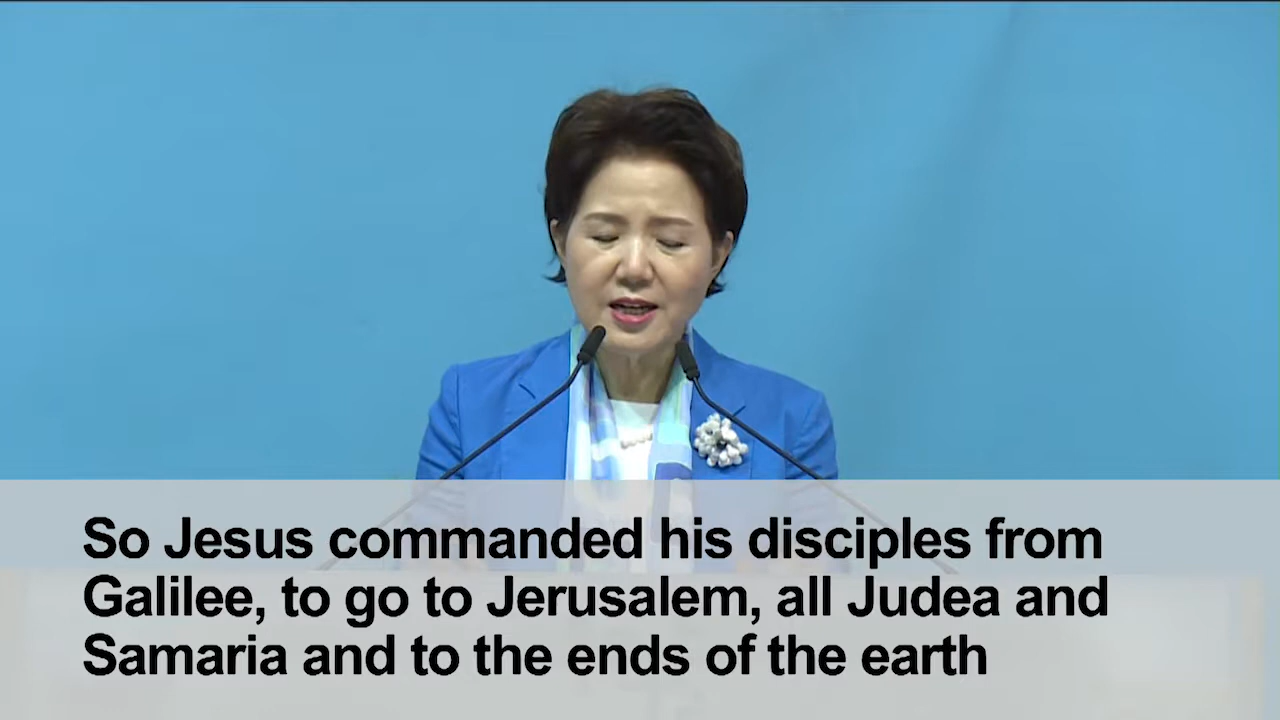 So Jesus commanded his disciples from
Galilee, to go to Jerusalem, all Judea and
Samaria and to the ends of the earth